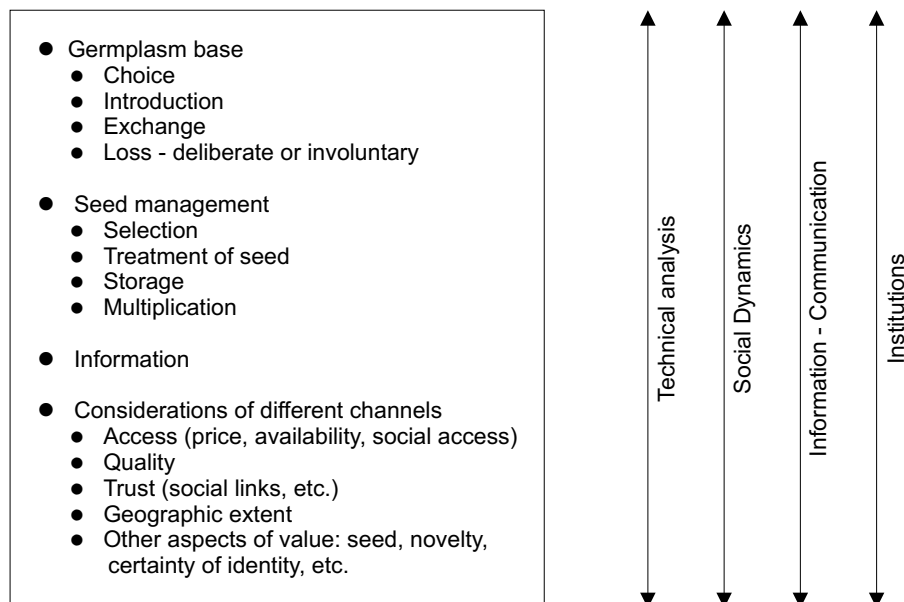 ● Germplasm base
● Choice
● Introduction
● Exchange
● Loss - deliberate or involuntary
● Seed management
● Selection
● Treatment of seed
● Storage
● Multiplication
● Information
● Considerations of different channels
● Access (price, availability, social access)
● Quality
● Trust (social links, etc.)
● Geographic extent
● Other aspects of value: seed, novelty,
certainty of identity, etc.
Technical analysis
Social Dynamics
Information - Communication
Institutions